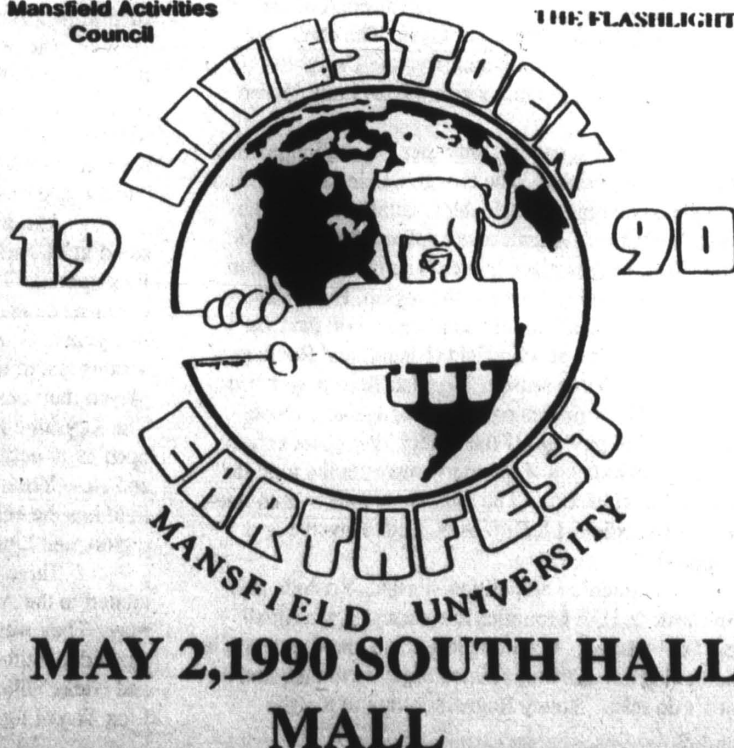 Mansfield Activities
Council
THE FLASHLIGHT
LIVESTOCK
19
90
EARTHFEST
MANSFIELD UNIVERSITY
MAY 2,1990 SOUTH HALL
MALL